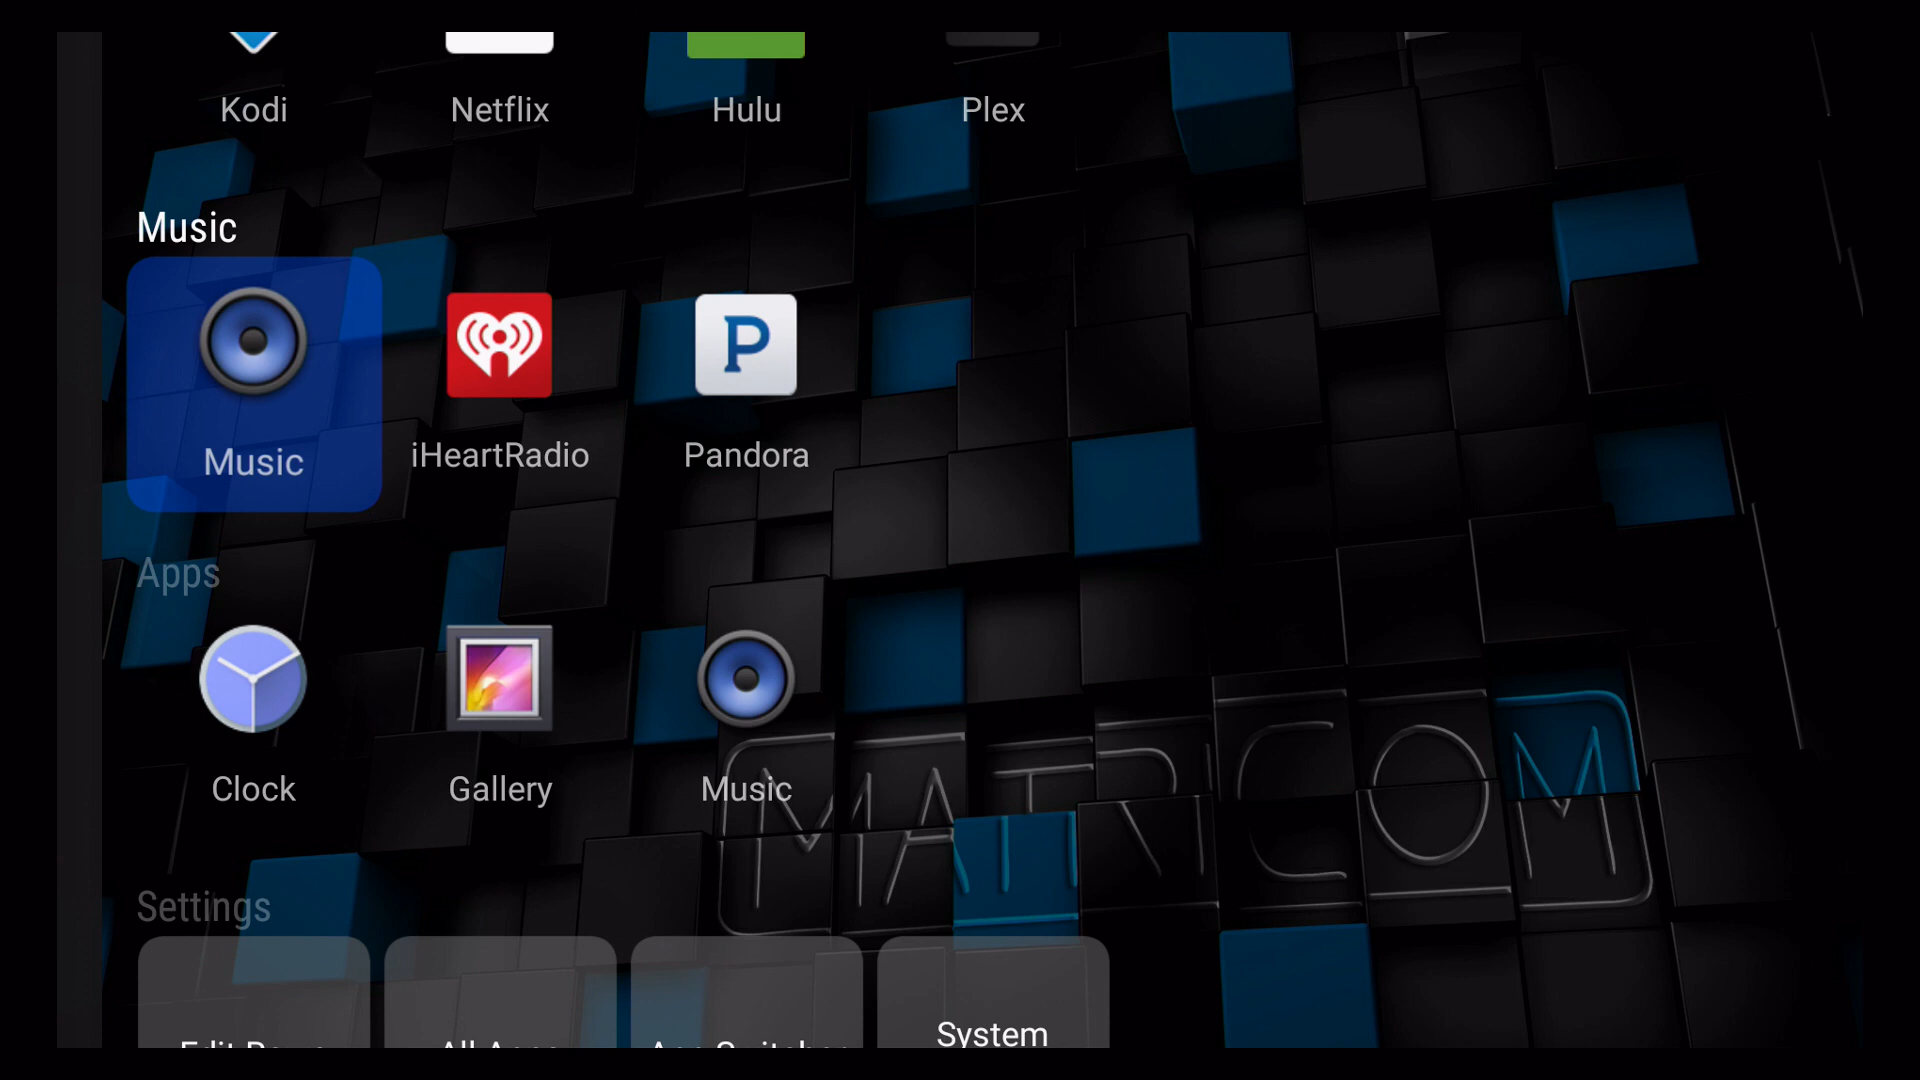 Kodi Netflix Hulu Plex
Music
P
Music iHeartRadio Pandora
Apps
Clock Gallery Music
MATRICOM
Settings
System